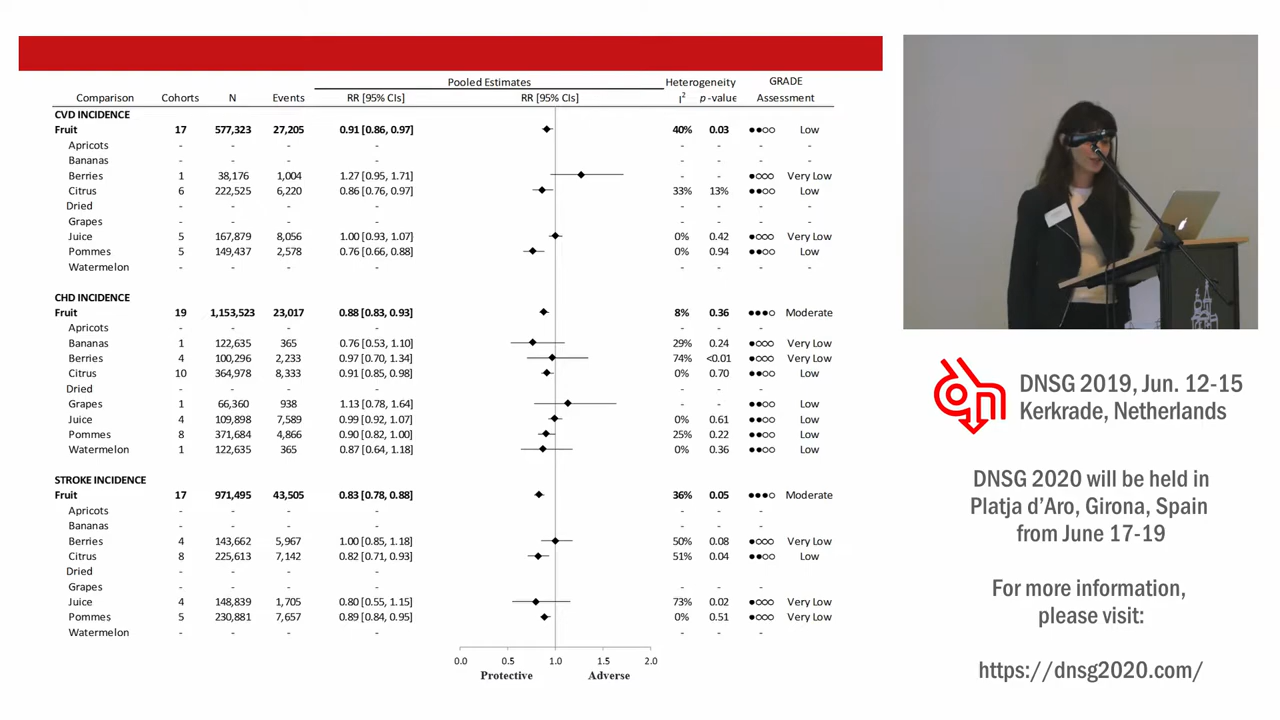 Pooled Estimates Heterogeneity GRADE
Comparison Cohorts N Events RR [95% CIs] RR [95% CIs] I² p-value Assessment
CVD INCIDENCE
Fruit 17 577,323 27,205 0.91 [0.86, 0.97] 40% 0.03 ●●○○ Low
Apricots - - - - - - -
Bananas - - - - - - -
Berries 1 38,176 1,004 1.27 [0.95, 1.71] - - ●○○○ Very Low
Citrus 6 222,525 6,220 0.86 [0.76, 0.97] 33% 13% ●●○○ Low
Dried - - - - - - -
Grapes - - - - - - -
Juice 5 167,879 8,056 1.00 [0.93, 1.07] 0% 0.42 ●○○○ Very Low
Pommes 5 149,437 2,578 0.76 [0.66, 0.88] 0% 0.94 ●●○○ Low
Watermelon - - - - - - -
CHD INCIDENCE
Fruit 19 1,153,523 23,017 0.88 [0.83, 0.93] 8% 0.36 ●●●○ Moderate
Apricots - - - - - - -
Bananas 1 122,635 365 0.76 [0.53, 1.10] 29% 0.24 ●○○○ Very Low
Berries 4 100,296 2,233 0.97 [0.70, 1.34] 74% <0.01 ●○○○ Very Low
Citrus 10 364,978 8,333 0.91 [0.85, 0.98] 0% 0.70 ●●○○ Low
Dried - - - - - - -
Grapes 1 66,360 938 1.13 [0.78, 1.64] - - ●●○○ Low
Juice 4 109,898 7,589 0.99 [0.92, 1.07] 0% 0.61 ●●○○ Low
Pommes 8 371,684 4,866 0.90 [0.82, 1.00] 25% 0.22 ●●○○ Low
Watermelon 1 122,635 365 0.87 [0.64, 1.18] 0% 0.36 ●●○○ Low
STROKE INCIDENCE
Fruit 17 971,495 43,505 0.83 [0.78, 0.88] 36% 0.05 ●●●○ Moderate
Apricots - - - -
Bananas - - - -
Berries 4 143,662 5,967 1.00 [0.85, 1.18] 50% 0.08 ●○○○ Very Low
Citrus 8 225,613 7,142 0.82 [0.71, 0.93] 51% 0.04 ●●○○ Low
Dried - - - -
Grapes - - - - - - -
Juice 4 148,839 1,705 0.80 [0.55, 1.15] 73% 0.02 ●○○○ Very Low
Pommes 5 230,881 7,657 0.89 [0.84, 0.95] 0% 0.51 ●○○○ Very Low
Watermelon - - - - - - -
0.0 0.5 1.0 1.5 2.0
Protective Adverse
DNSG 2019, Jun. 12-15
Kerkrade, Netherlands
DNSG 2020 will be held in
Platja d'Aro, Girona, Spain
from June 17-19
For more information,
please visit:
https://dnsg2020.com/